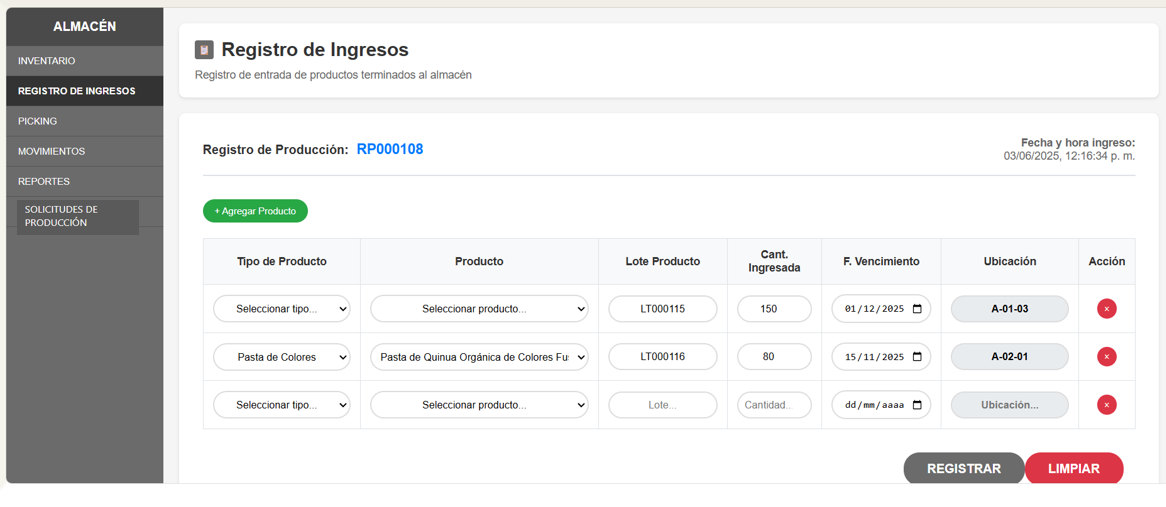 ALMACÉN
INVENTARIO
REGISTRO DE INGRESOS
PICKING
MOVIMIENTOS
REPORTES
SOLICITUDES DE
PRODUCCIÓN
Registro de Ingresos
Registro de entrada de productos terminados al almacén
Registro de Producción: RP000108
Fecha y hora ingreso:
03/06/2025, 12:16:34 p. m.
+ Agregar Producto
Tipo de Producto Producto Lote Producto Cant. Ingresada F. Vencimiento Ubicación Acción
Seleccionar tipo... Seleccionar producto... LT000115 150 01/12/2025 A-01-03 ×
Pasta de Colores Pasta de Quinua Orgánica de Colores Fu LT000116 80 15/11/2025 A-02-01 ×
Seleccionar tipo... Seleccionar producto... Lote... Cantidad.. dd/mm/aaaa Ubicación... ×
REGISTRAR LIMPIAR